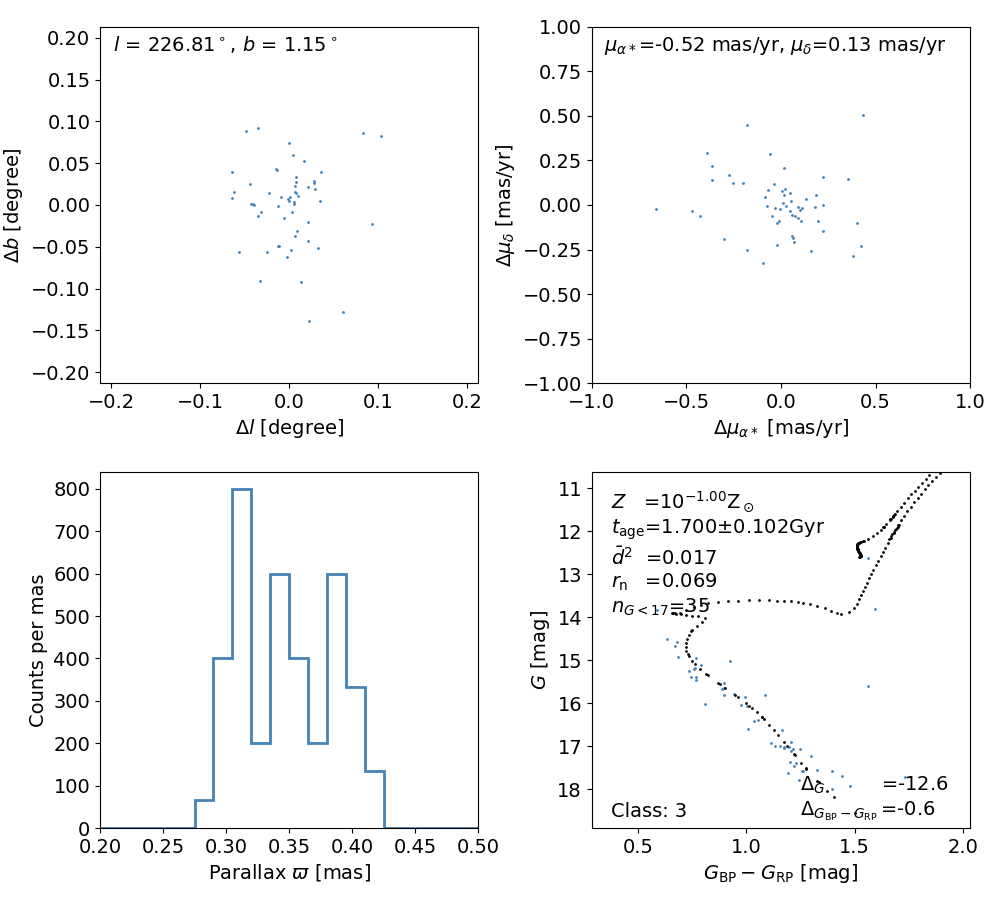 l = 226.81°, b = 1.15°
0.20
0.15
0.10
0.05
0.00
−0.05
−0.10
−0.15
−0.20
Δb [degree]
−0.2 −0.1 0.0 0.1 0.2
Δl [degree]
μα*=-0.52 mas/yr, μδ=0.13 mas/yr
1.00
0.75
0.50
0.25
0.00
−0.25
−0.50
−0.75
−1.00
Δμδ [mas/yr]
−1.0 −0.5 0.0 0.5 1.0
Δμα* [mas/yr]
800
700
600
500
400
300
200
100
0
Counts per mas
0.20 0.25 0.30 0.35 0.40 0.45 0.50
Parallax ϖ [mas]
Z =10^−1.00 Z⊙
tage=1.700±0.102Gyr
d̄² =0.017
rn =0.069
nG<17=35
11
12
13
14
15
16
17
18
G [mag]
ΔG =-12.6
Class: 3 ΔGBP−GRP=-0.6
0.5 1.0 1.5 2.0
GBP − GRP [mag]